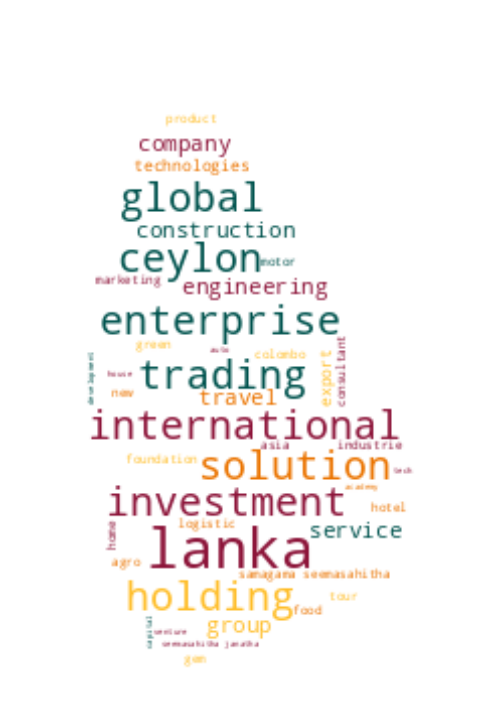 product
company
technologies
global
construction
ceylon
motor
marketing
engineering
enterprise
green
auto
colombo
development
house
trading
export
consultant
new
travel
international
asia
industrie
foundation
solution
tech
academy
investment
hotel
logistic
home
service
lanka
agro
samagama seemasahitha
holding
tour
food
capital
venture
group
seemasahitha janatha
gem